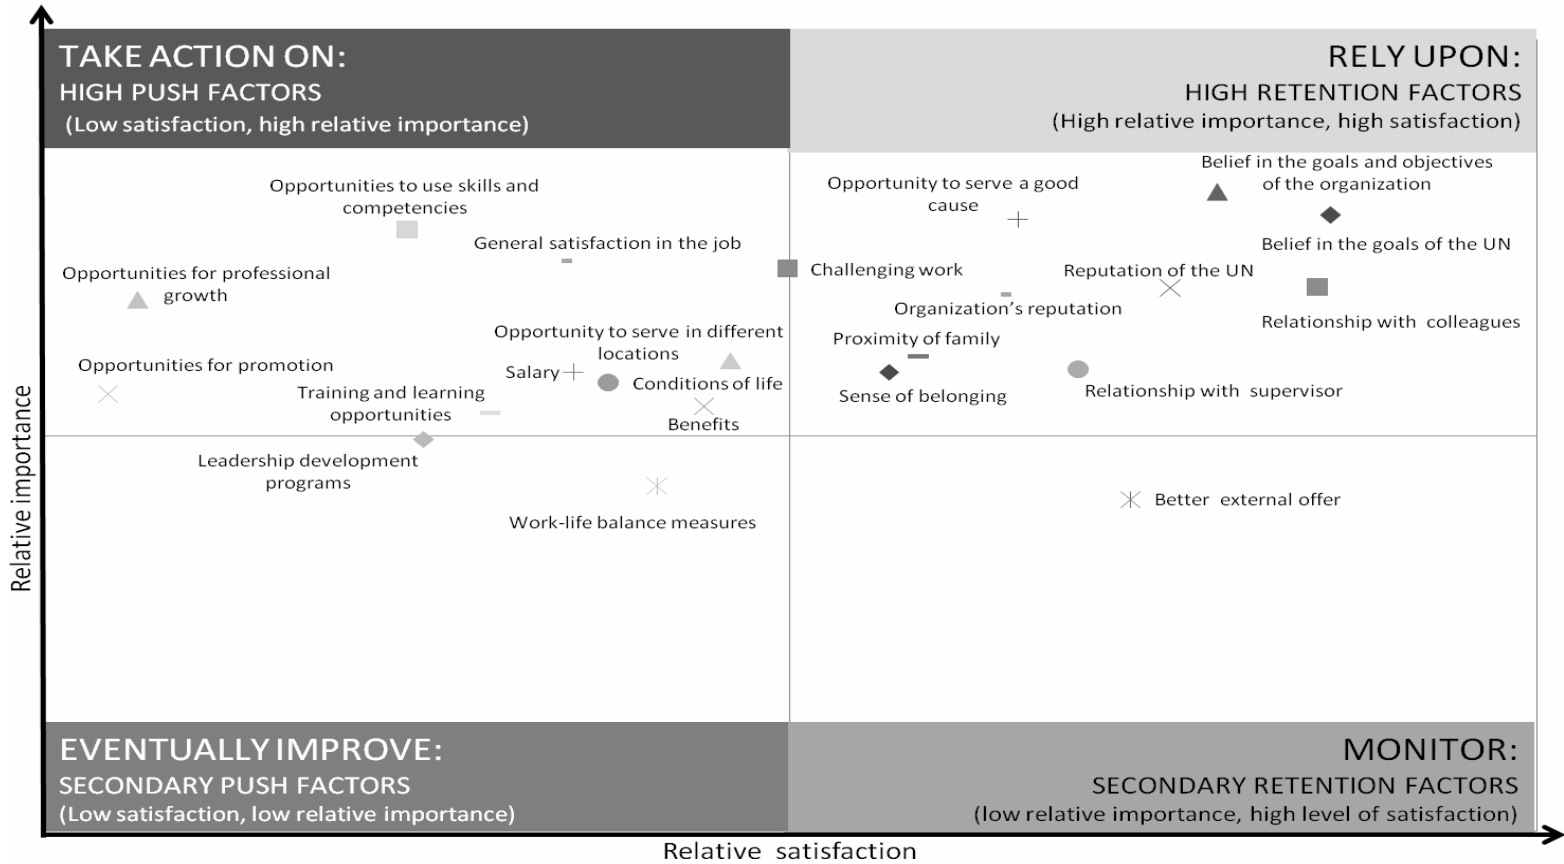 TAKE ACTION ON:
HIGH PUSH FACTORS
(Low satisfaction, high relative importance)
RELY UPON:
HIGH RETENTION FACTORS
(High relative importance, high satisfaction)
Opportunities to use skills and
competencies
General satisfaction in the job
Opportunities for professional
growth
Opportunity to serve in different
locations
Opportunities for promotion
Salary
Conditions of life
Training and learning
opportunities
Benefits
Leadership development
programs
Work-life balance measures
Belief in the goals and objectives
of the organization
Opportunity to serve a good
cause
Belief in the goals of the UN
Challenging work
Reputation of the UN
Organization’s reputation
Relationship with colleagues
Proximity of family
Sense of belonging
Relationship with supervisor
Better external offer
Relative importance
EVENTUALLY IMPROVE:
SECONDARY PUSH FACTORS
(Low satisfaction, low relative importance)
MONITOR:
SECONDARY RETENTION FACTORS
(low relative importance, high level of satisfaction)
Relative satisfaction